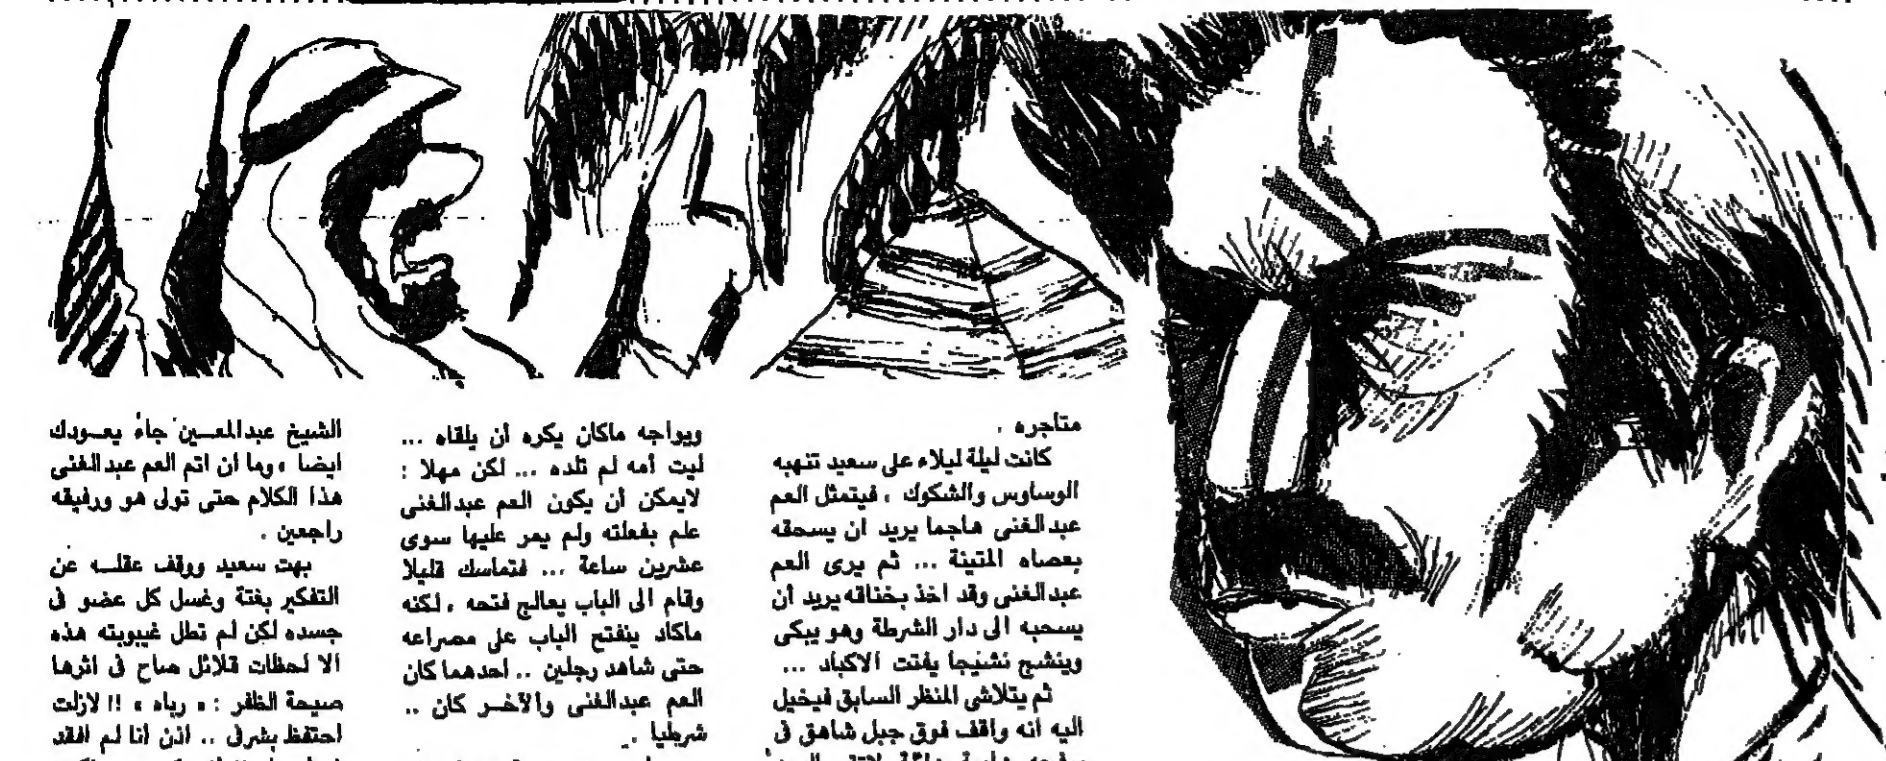 متاجره .
كانت ليلة ليلاء على سعيد تنهبه
الوساوس والشكوك ، فيتمثل العم
عبدالغنى هاجما يريد ان يسحقه
بعصاه المتينة ... ثم يرى العم
عبدالغنى وقد اخذ بخناقه يريد أن
يسحبه الى دار الشرطة وهو يبكى
وينشج نشيجا يفتت الاكباد ...
ثم يتلاشى المنظر السابق فيخيل
اليه انه واقف فوق جبل شاهق فى
ويواجه ماكان يكره أن يلقاه ...
ليت أمه لم تلده ... لكن مهلا :
لايمكن أن يكون العم عبدالغنى
علم بفعلته ولم يمر عليها سوى
عشرين ساعة ... فتماسك قليلا
وقام الى الباب يعالج فتحه ، لكنه
ماكاد ينفتح الباب على مصراعه
حتى شاهد رجلين .. احدهما كان
العم عبدالغنى والآخـر كان ..
شرطيا .
الشيخ عبدالمعـين جاء يعـودك
ايضا ، وما ان اتم العم عبدالغنى
هذا الكلام حتى تولى هو ورفيقه
راجعين .
بهت سعيد ووقف عقلـه عن
التفكير بغتة وغسل كل عضو فى
جسده لكن لم تطل غيبوبته هذه
الا لحظات قلائل صاح فى اثرها
صيحة الظفر : « رباه » !! لازلت
احتفظ بشرفى .. اذن أنا لم افقد